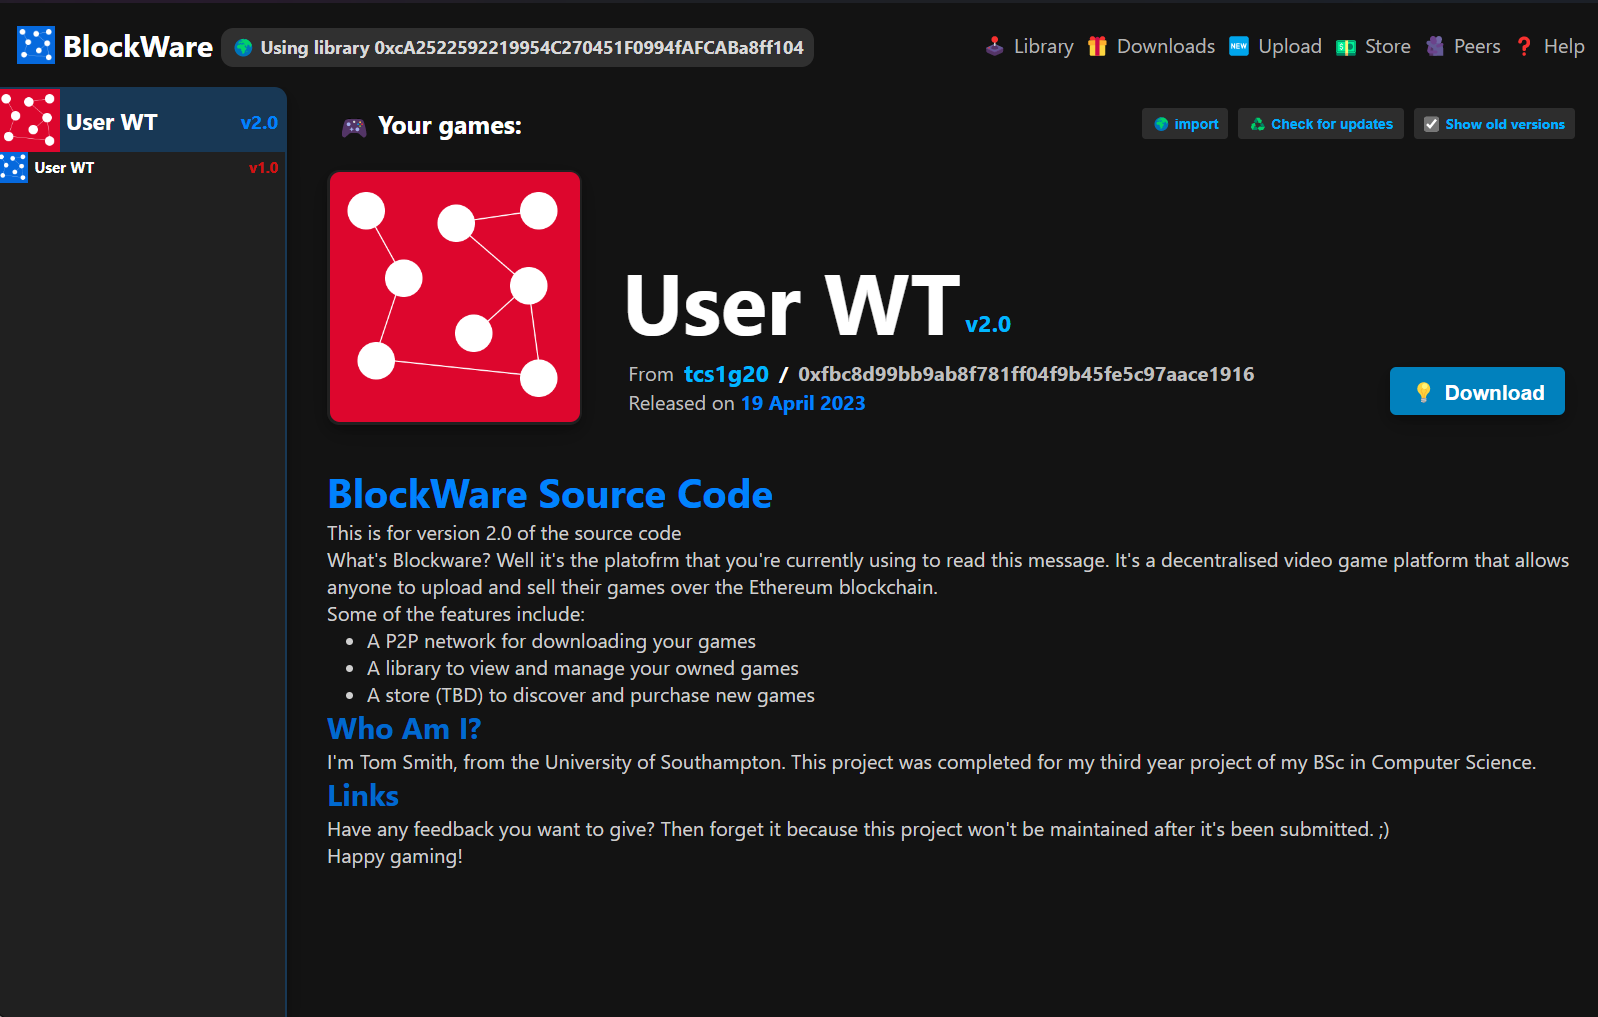 BlockWare
Using library 0xcA2522592219954C270451F0994fAFCABa8ff104
Library
Downloads
NEW
Upload
Store
Peers
Help
User WT v2.0
User WT v1.0
Your games:
import
Check for updates
Show old versions
User WT v2.0
From tcs1g20 / 0xfbc8d99bb9ab8f781ff04f9b45fe5c97aace1916
Released on 19 April 2023
Download
BlockWare Source Code
This is for version 2.0 of the source code
What's Blockware? Well it's the platofrm that you're currently using to read this message. It's a decentralised video game platform that allows
anyone to upload and sell their games over the Ethereum blockchain.
Some of the features include:
• A P2P network for downloading your games
• A library to view and manage your owned games
• A store (TBD) to discover and purchase new games
Who Am I?
I'm Tom Smith, from the University of Southampton. This project was completed for my third year project of my BSc in Computer Science.
Links
Have any feedback you want to give? Then forget it because this project won't be maintained after it's been submitted. ;)
Happy gaming!